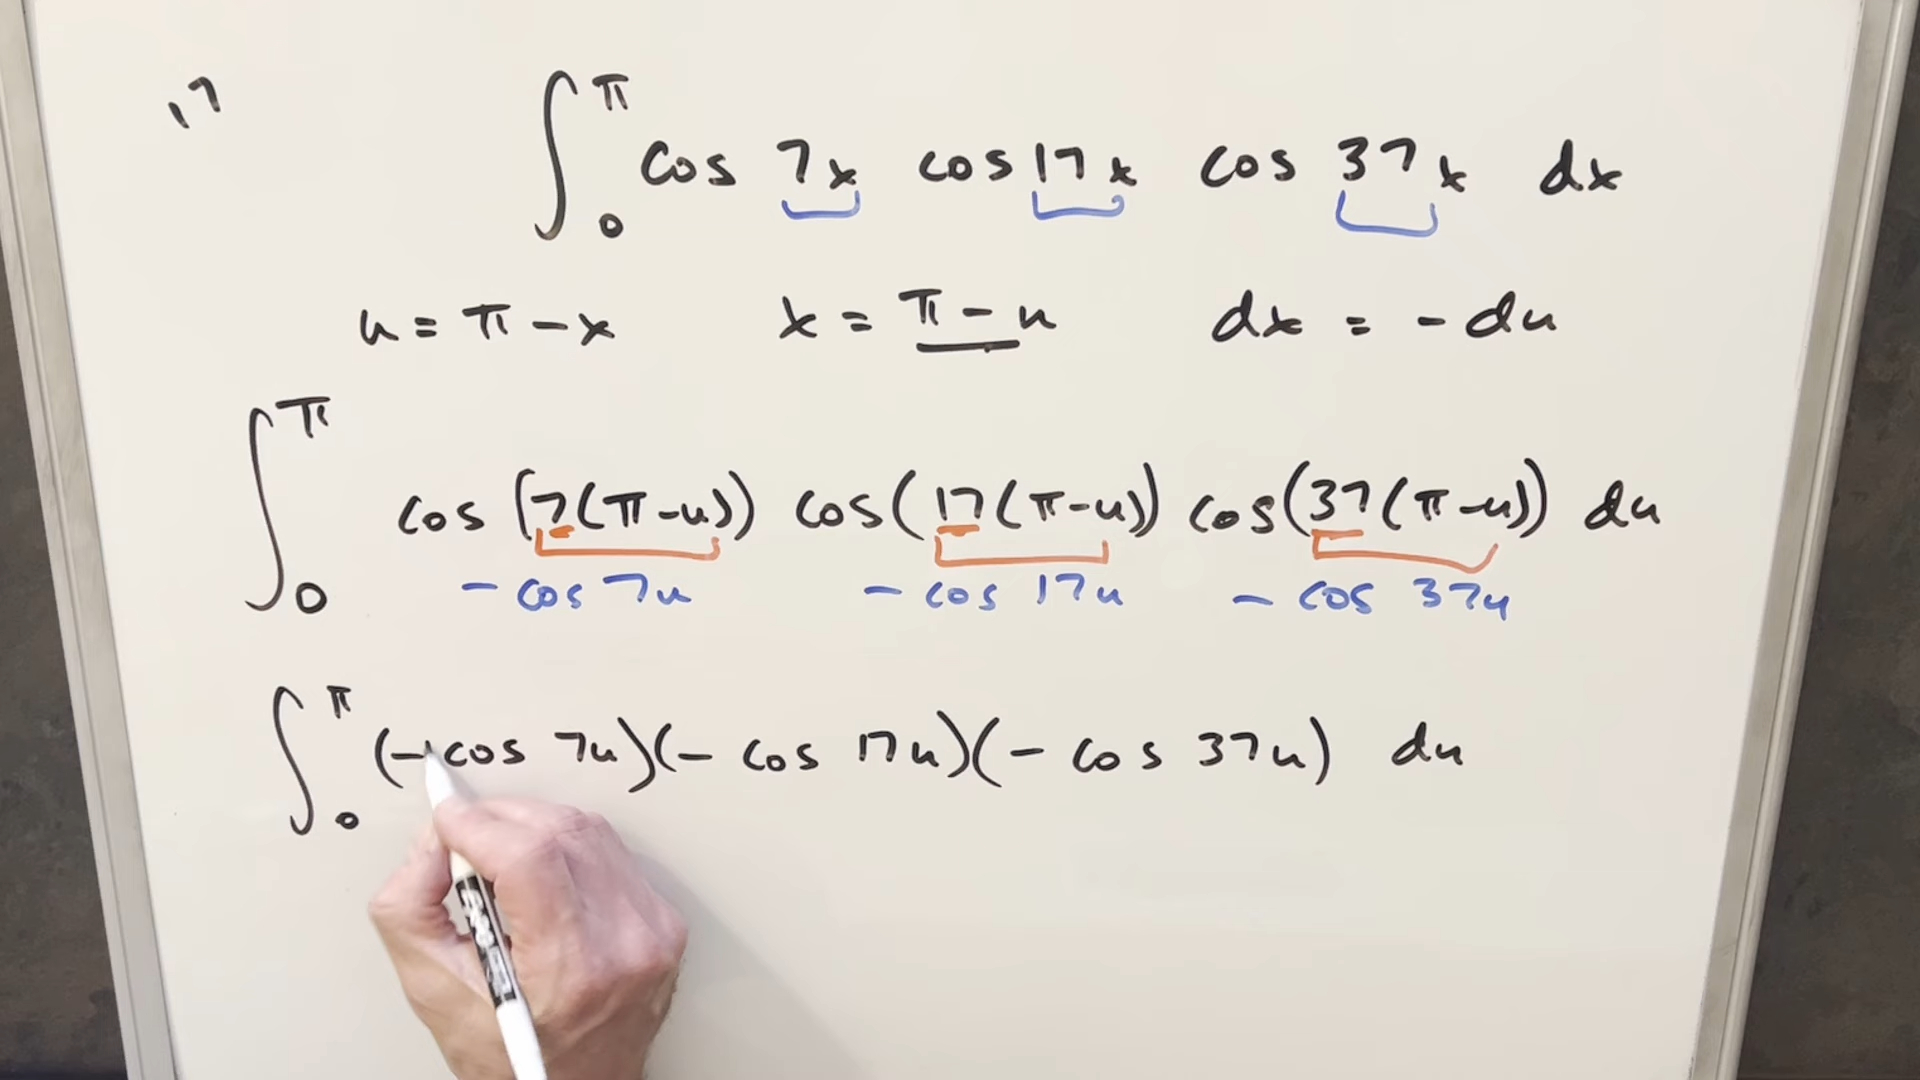 17
∫₀^π cos 7x cos 17x cos 37x dx
u = π - x x = π - u dx = - du
∫₀^π cos (7(π-u)) cos(17(π-u)) cos(37(π-u)) du
- cos 7u - cos 17u - cos 37u
∫₀^π (- cos 7u)(- cos 17u)(- cos 37u) du